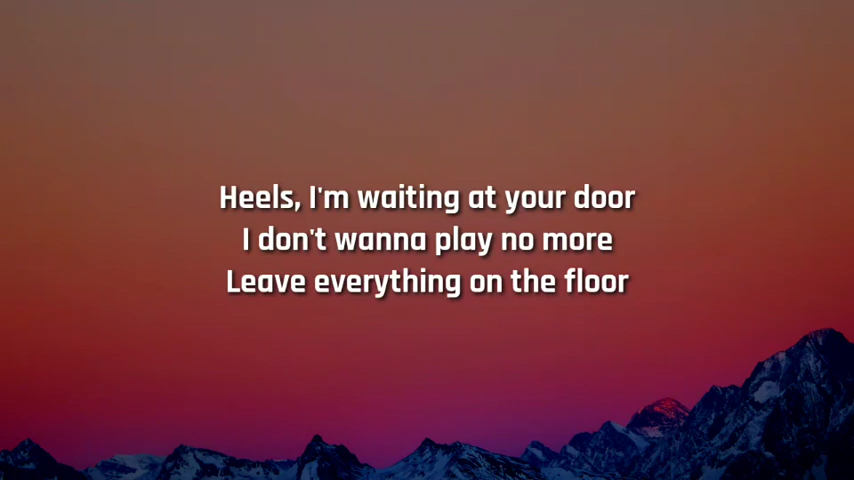 Heels, I'm waiting at your door
I don't wanna play no more
Leave everything on the floor